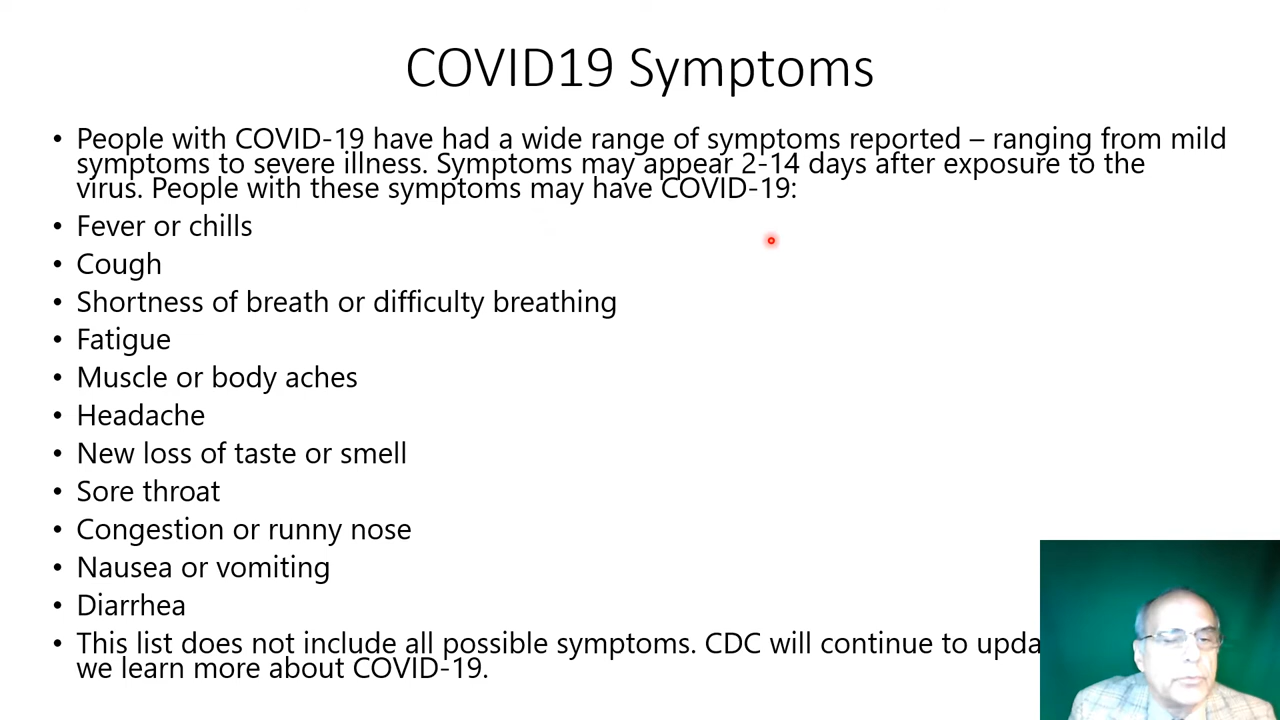 COVID19 Symptoms
• People with COVID-19 have had a wide range of symptoms reported – ranging from mild
symptoms to severe illness. Symptoms may appear 2-14 days after exposure to the
virus. People with these symptoms may have COVID-19:
• Fever or chills
• Cough
• Shortness of breath or difficulty breathing
• Fatigue
• Muscle or body aches
• Headache
• New loss of taste or smell
• Sore throat
• Congestion or runny nose
• Nausea or vomiting
• Diarrhea
• This list does not include all possible symptoms. CDC will continue to
we learn more about COVID-19.